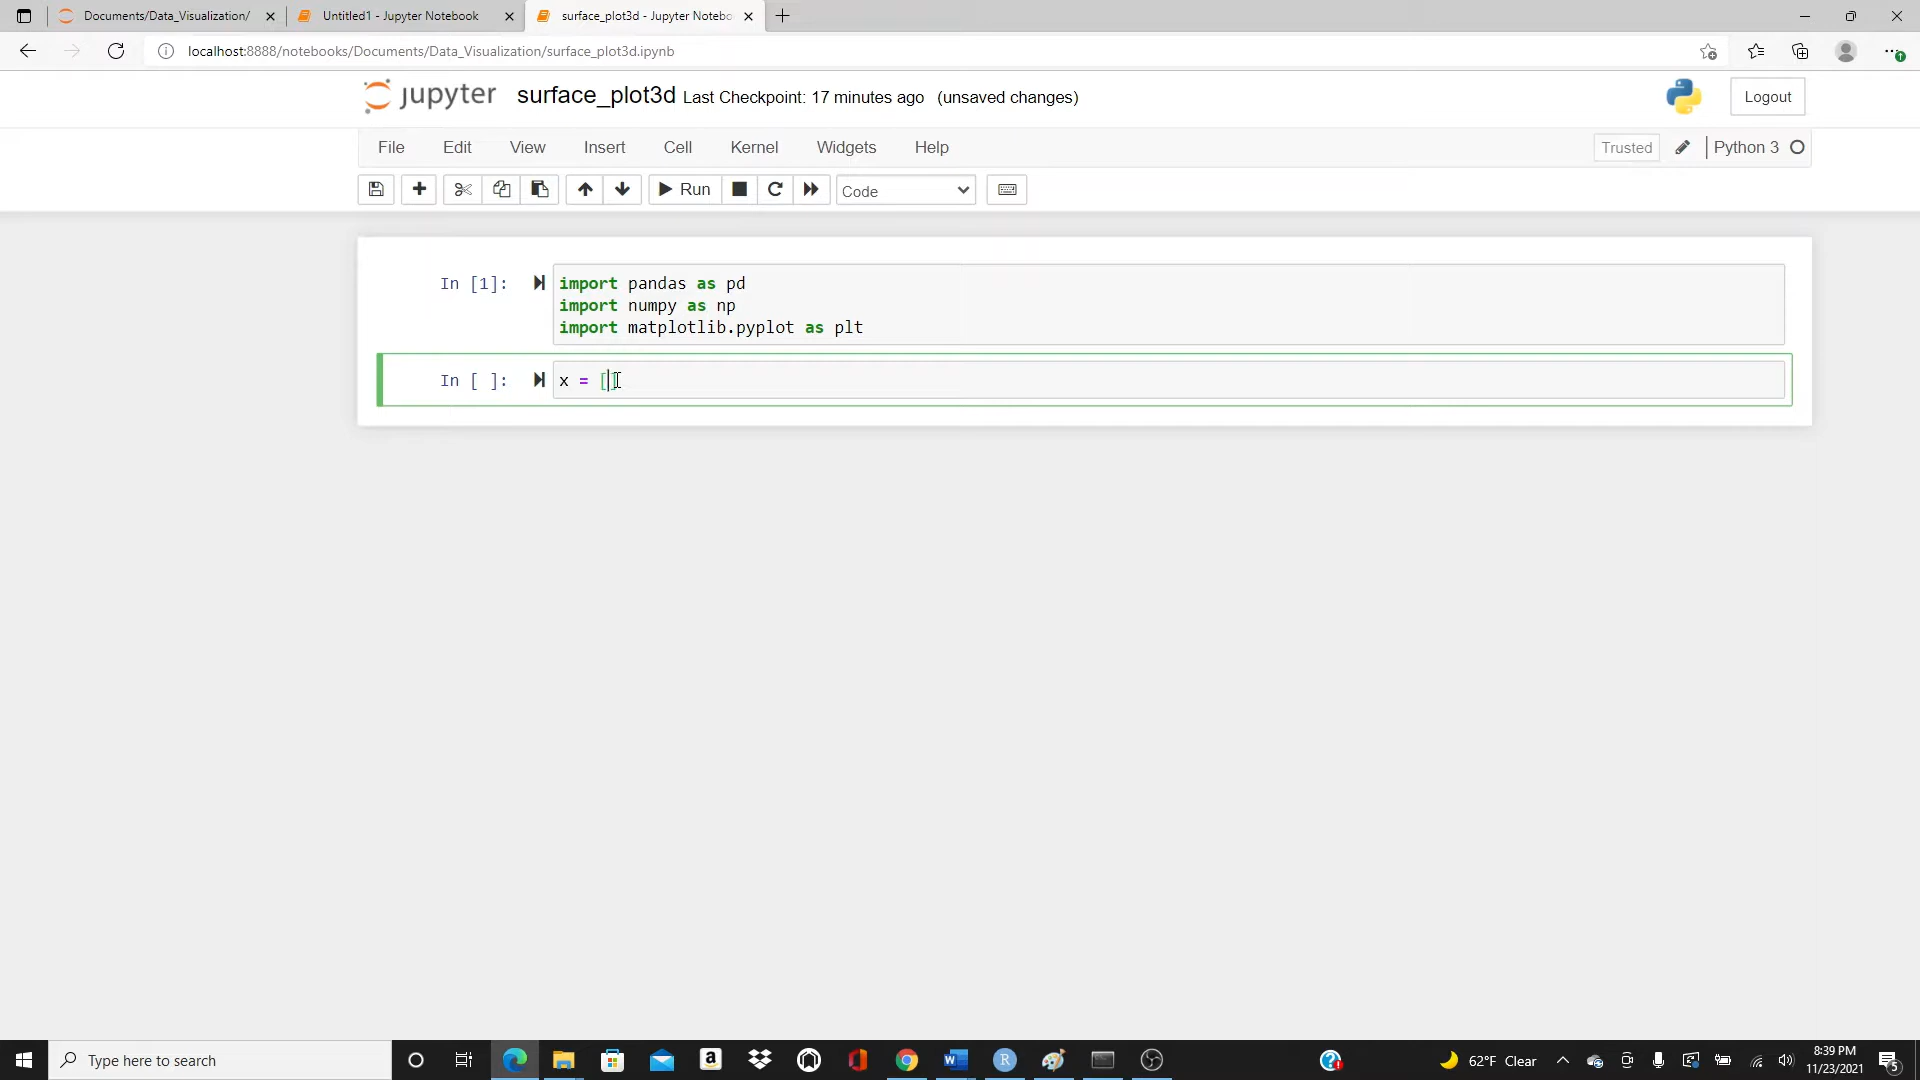 Documents/Data_Visualization/
Untitled1 - Jupyter Notebook
surface_plot3d - Jupyter Notebo
localhost:8888/notebooks/Documents/Data_Visualization/surface_plot3d.ipynb
jupyter surface_plot3d Last Checkpoint: 17 minutes ago (unsaved changes)
Logout
File Edit View Insert Cell Kernel Widgets Help
Trusted
Python 3
Run
Code
In [1]:
import pandas as pd
import numpy as np
import matplotlib.pyplot as plt
In [ ]:
x = []
Type here to search
62°F Clear
8:39 PM
11/23/2021
5